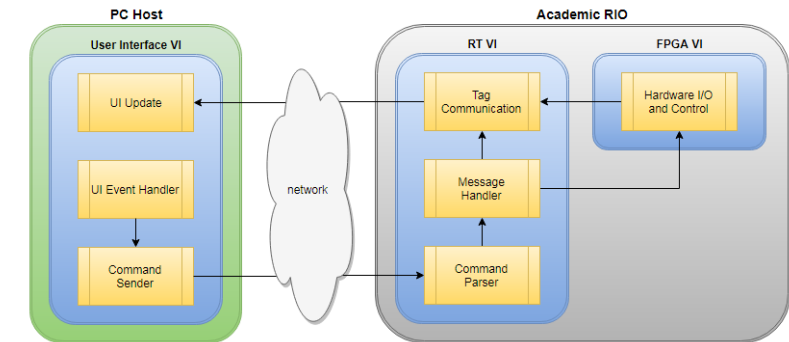 PC Host
User Interface VI
UI Update
UI Event Handler
Command
Sender
network
Academic RIO
RT VI
Tag
Communication
Message
Handler
Command
Parser
FPGA VI
Hardware I/O
and Control